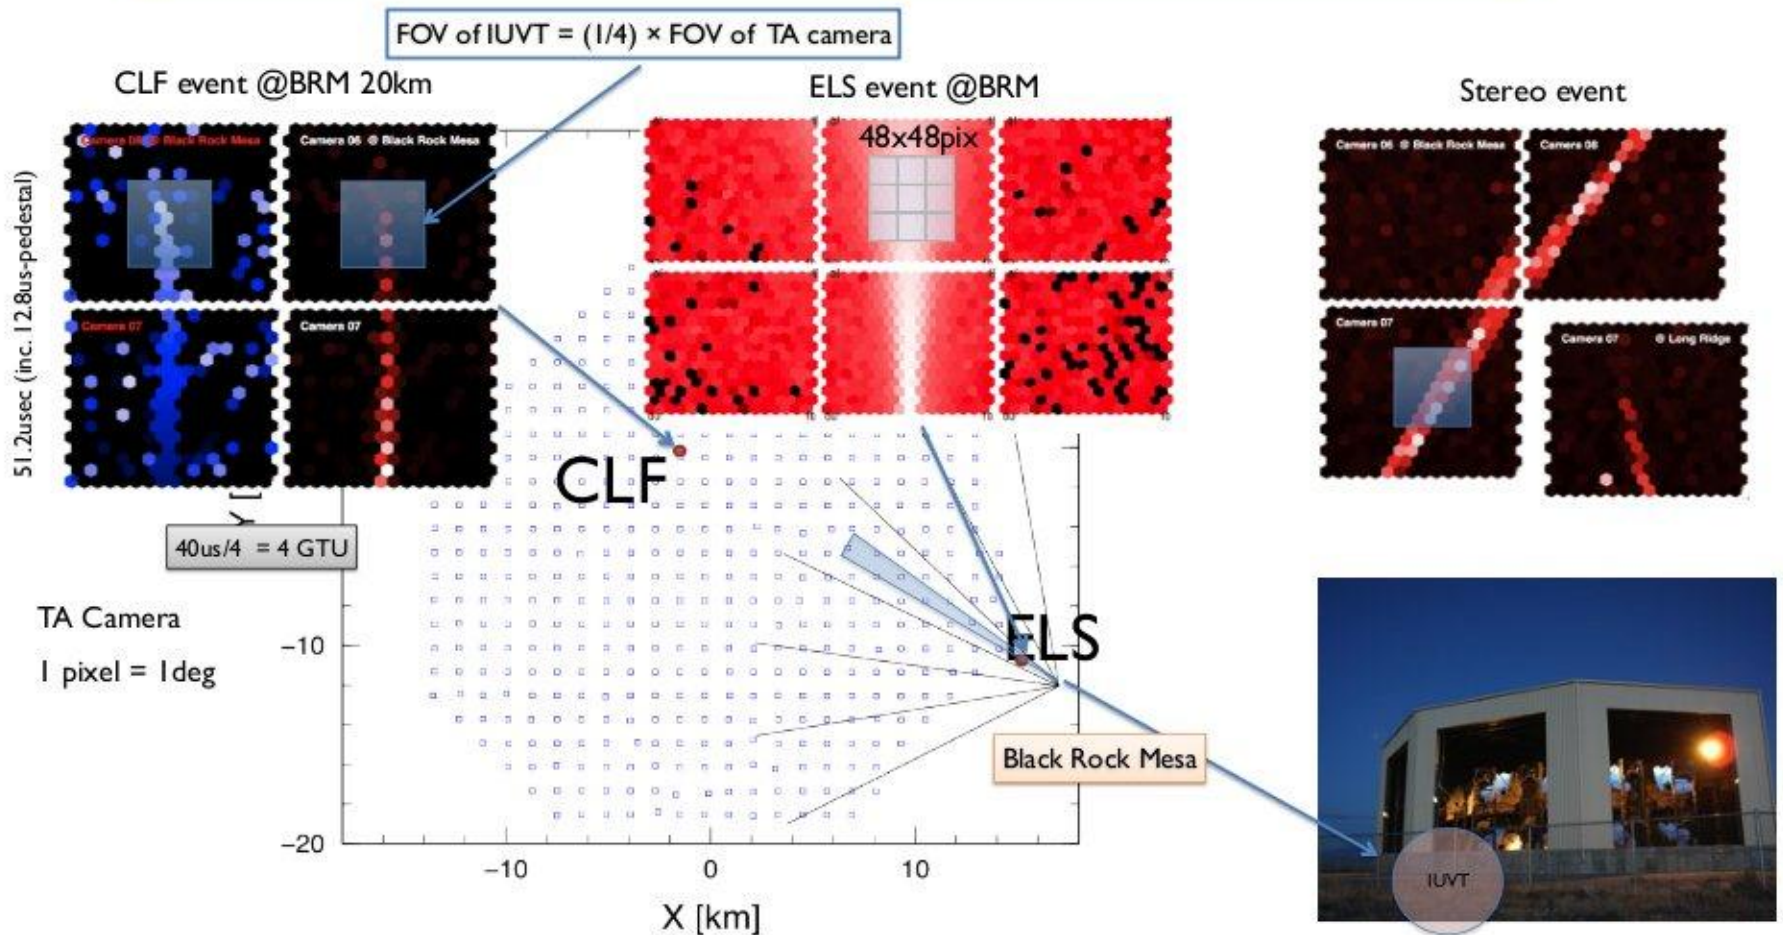 FOV of IUVT = (1/4) × FOV of TA camera
CLF event @BRM 20km
ELS event @BRM
Stereo event
Camera 06 @ Black Rock Mesa
48x48pix
Camera 06 @ Black Rock Mesa
Camera 08
51.2usec (inc. 12.8us-pedestal)
Camera 07
Camera 07
Camera 07
Camera 07 @ Long Ridge
CLF
Y [
40us/4 = 4 GTU
TA Camera
1 pixel = 1deg
ELS
−10
Black Rock Mesa
−20
−10
0
10
IUVT
X [km]